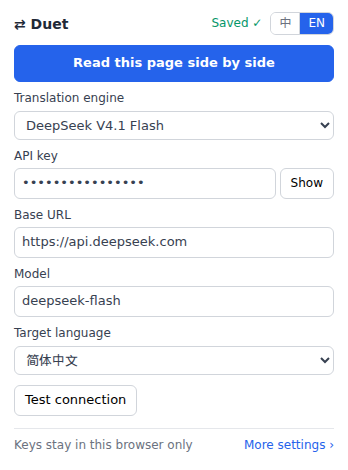 ⇄ Duet
Saved ✓ 中 EN
Read this page side by side
Translation engine
DeepSeek V4.1 Flash
API key
•••••••••••••••• Show
Base URL
https://api.deepseek.com
Model
deepseek-flash
Target language
简体中文
Test connection
Keys stay in this browser only
More settings ›